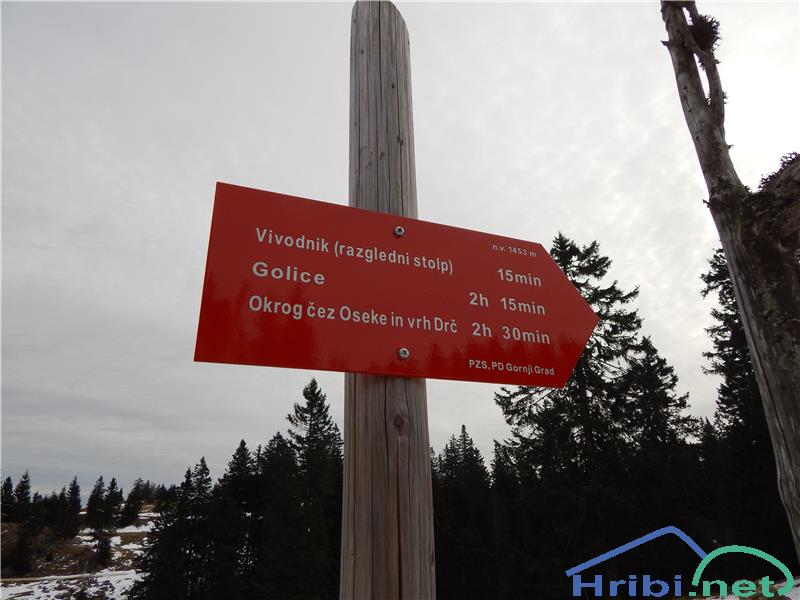 n.v. 1453 m
Vivodnik (razgledni stolp) 15min
Golice 2h 15min
Okrog čez Oseke in vrh Drč 2h 30min
PZS, PD Gornji Grad
Hribi.net